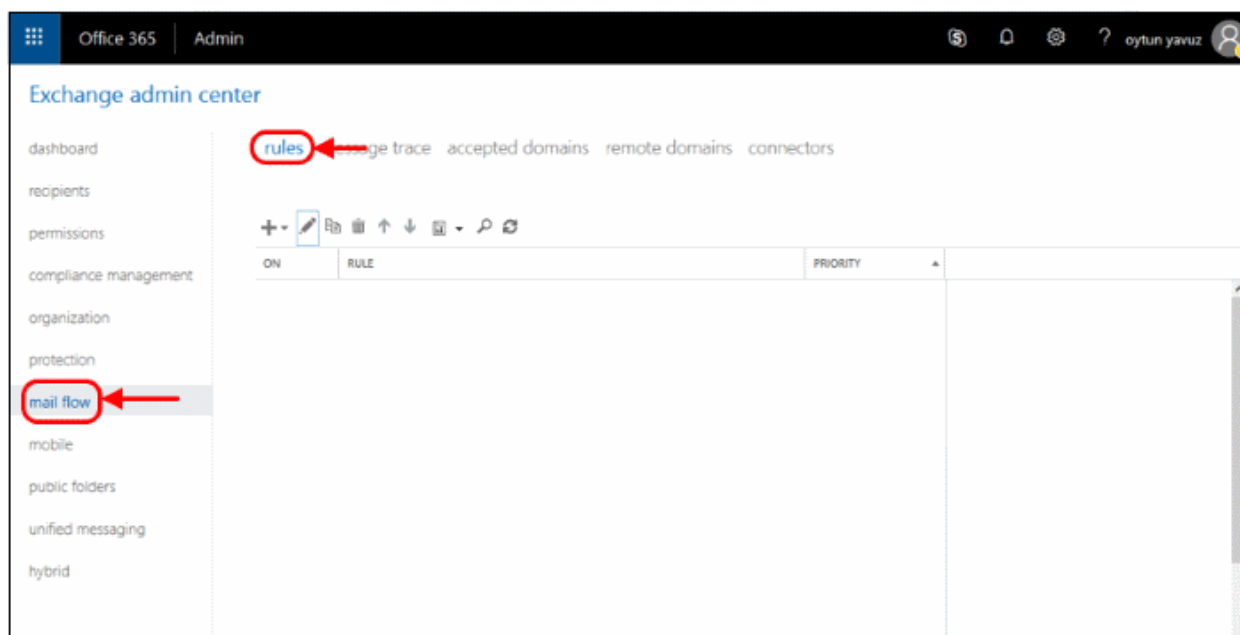 Office 365 Admin ? oytun yavuz
Exchange admin center
dashboard
recipients
permissions
compliance management
organization
protection
mail flow
mobile
public folders
unified messaging
hybrid
rules trace accepted domains remote domains connectors
ON RULE PRIORITY